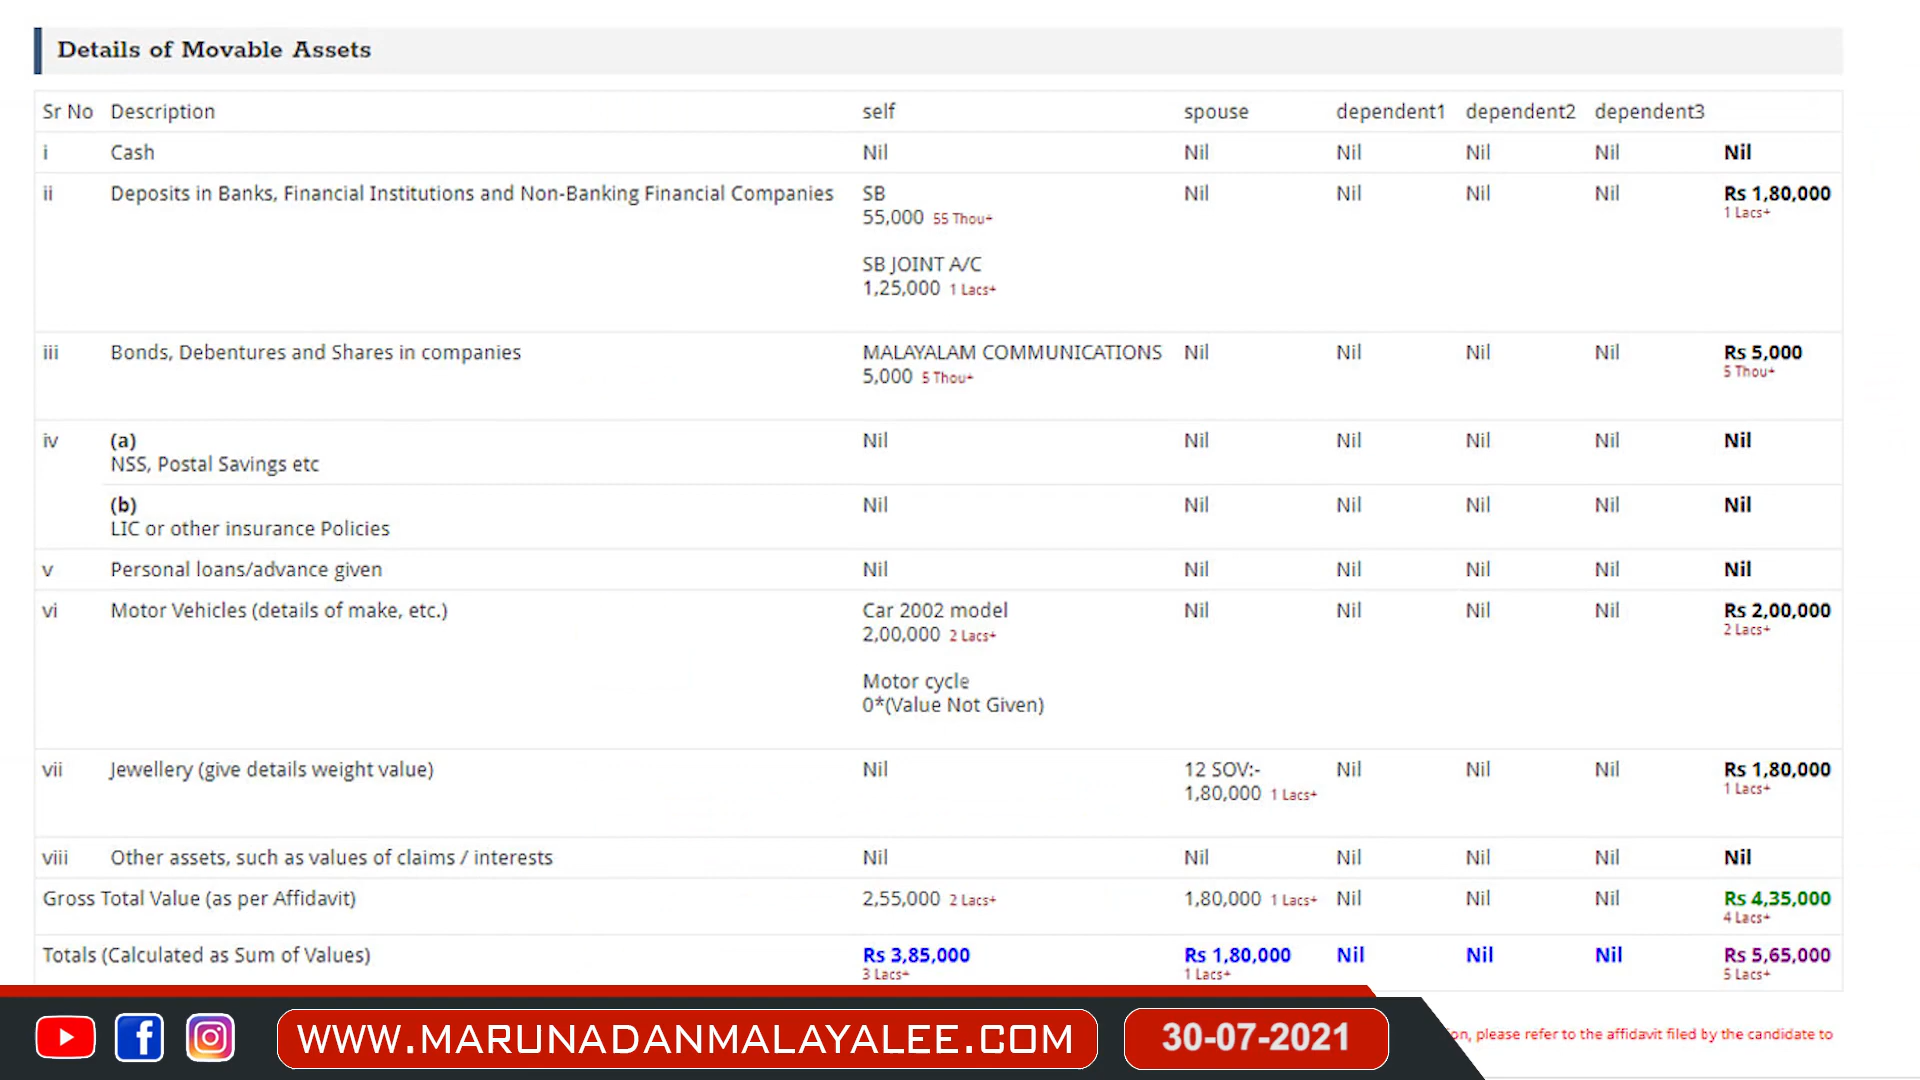 Details of Movable Assets
Sr No Description self spouse dependent1 dependent2 dependent3
i Cash Nil Nil Nil Nil Nil Nil
ii Deposits in Banks, Financial Institutions and Non-Banking Financial Companies SB Nil Nil Nil Nil Rs 1,80,000
55,000 55 Thou+ 1 Lacs+
SB JOINT A/C
1,25,000 1 Lacs+
iii Bonds, Debentures and Shares in companies MALAYALAM COMMUNICATIONS Nil Nil Nil Nil Rs 5,000
5,000 5 Thou+ 5 Thou+
iv (a) Nil Nil Nil Nil Nil Nil
NSS, Postal Savings etc
(b) Nil Nil Nil Nil Nil Nil
LIC or other insurance Policies
v Personal loans/advance given Nil Nil Nil Nil Nil Nil
vi Motor Vehicles (details of make, etc.) Car 2002 model Nil Nil Nil Nil Rs 2,00,000
2,00,000 2 Lacs+ 2 Lacs+
Motor cycle
0*(Value Not Given)
vii Jewellery (give details weight value) Nil 12 SOV:- Nil Nil Nil Rs 1,80,000
1,80,000 1 Lacs+ 1 Lacs+
viii Other assets, such as values of claims / interests Nil Nil Nil Nil Nil Nil
Gross Total Value (as per Affidavit) 2,55,000 2 Lacs+ 1,80,000 1 Lacs+ Nil Nil Nil Rs 4,35,000
4 Lacs+
Totals (Calculated as Sum of Values) Rs 3,85,000 Rs 1,80,000 Nil Nil Nil Rs 5,65,000
3 Lacs+ 1 Lacs+ 5 Lacs+
WWW.MARUNADANMALAYALEE.COM 30-07-2021 please refer to the affidavit filed by the candidate to